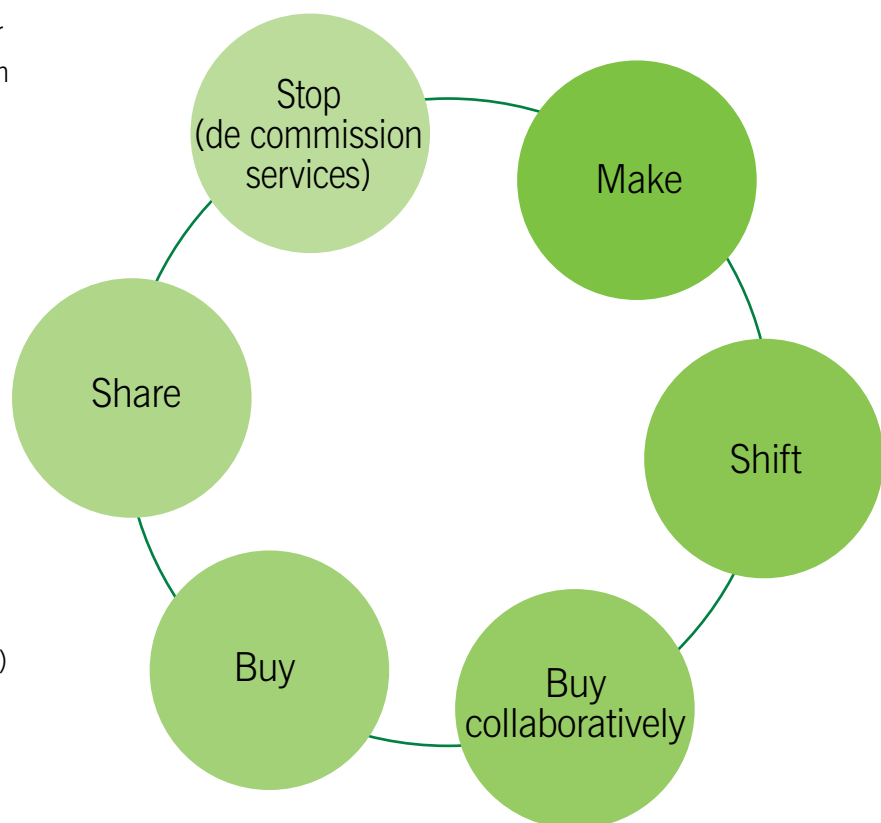 Stop
(de commission
services)
Make
Shift
Buy
collaboratively
Buy
Share
)